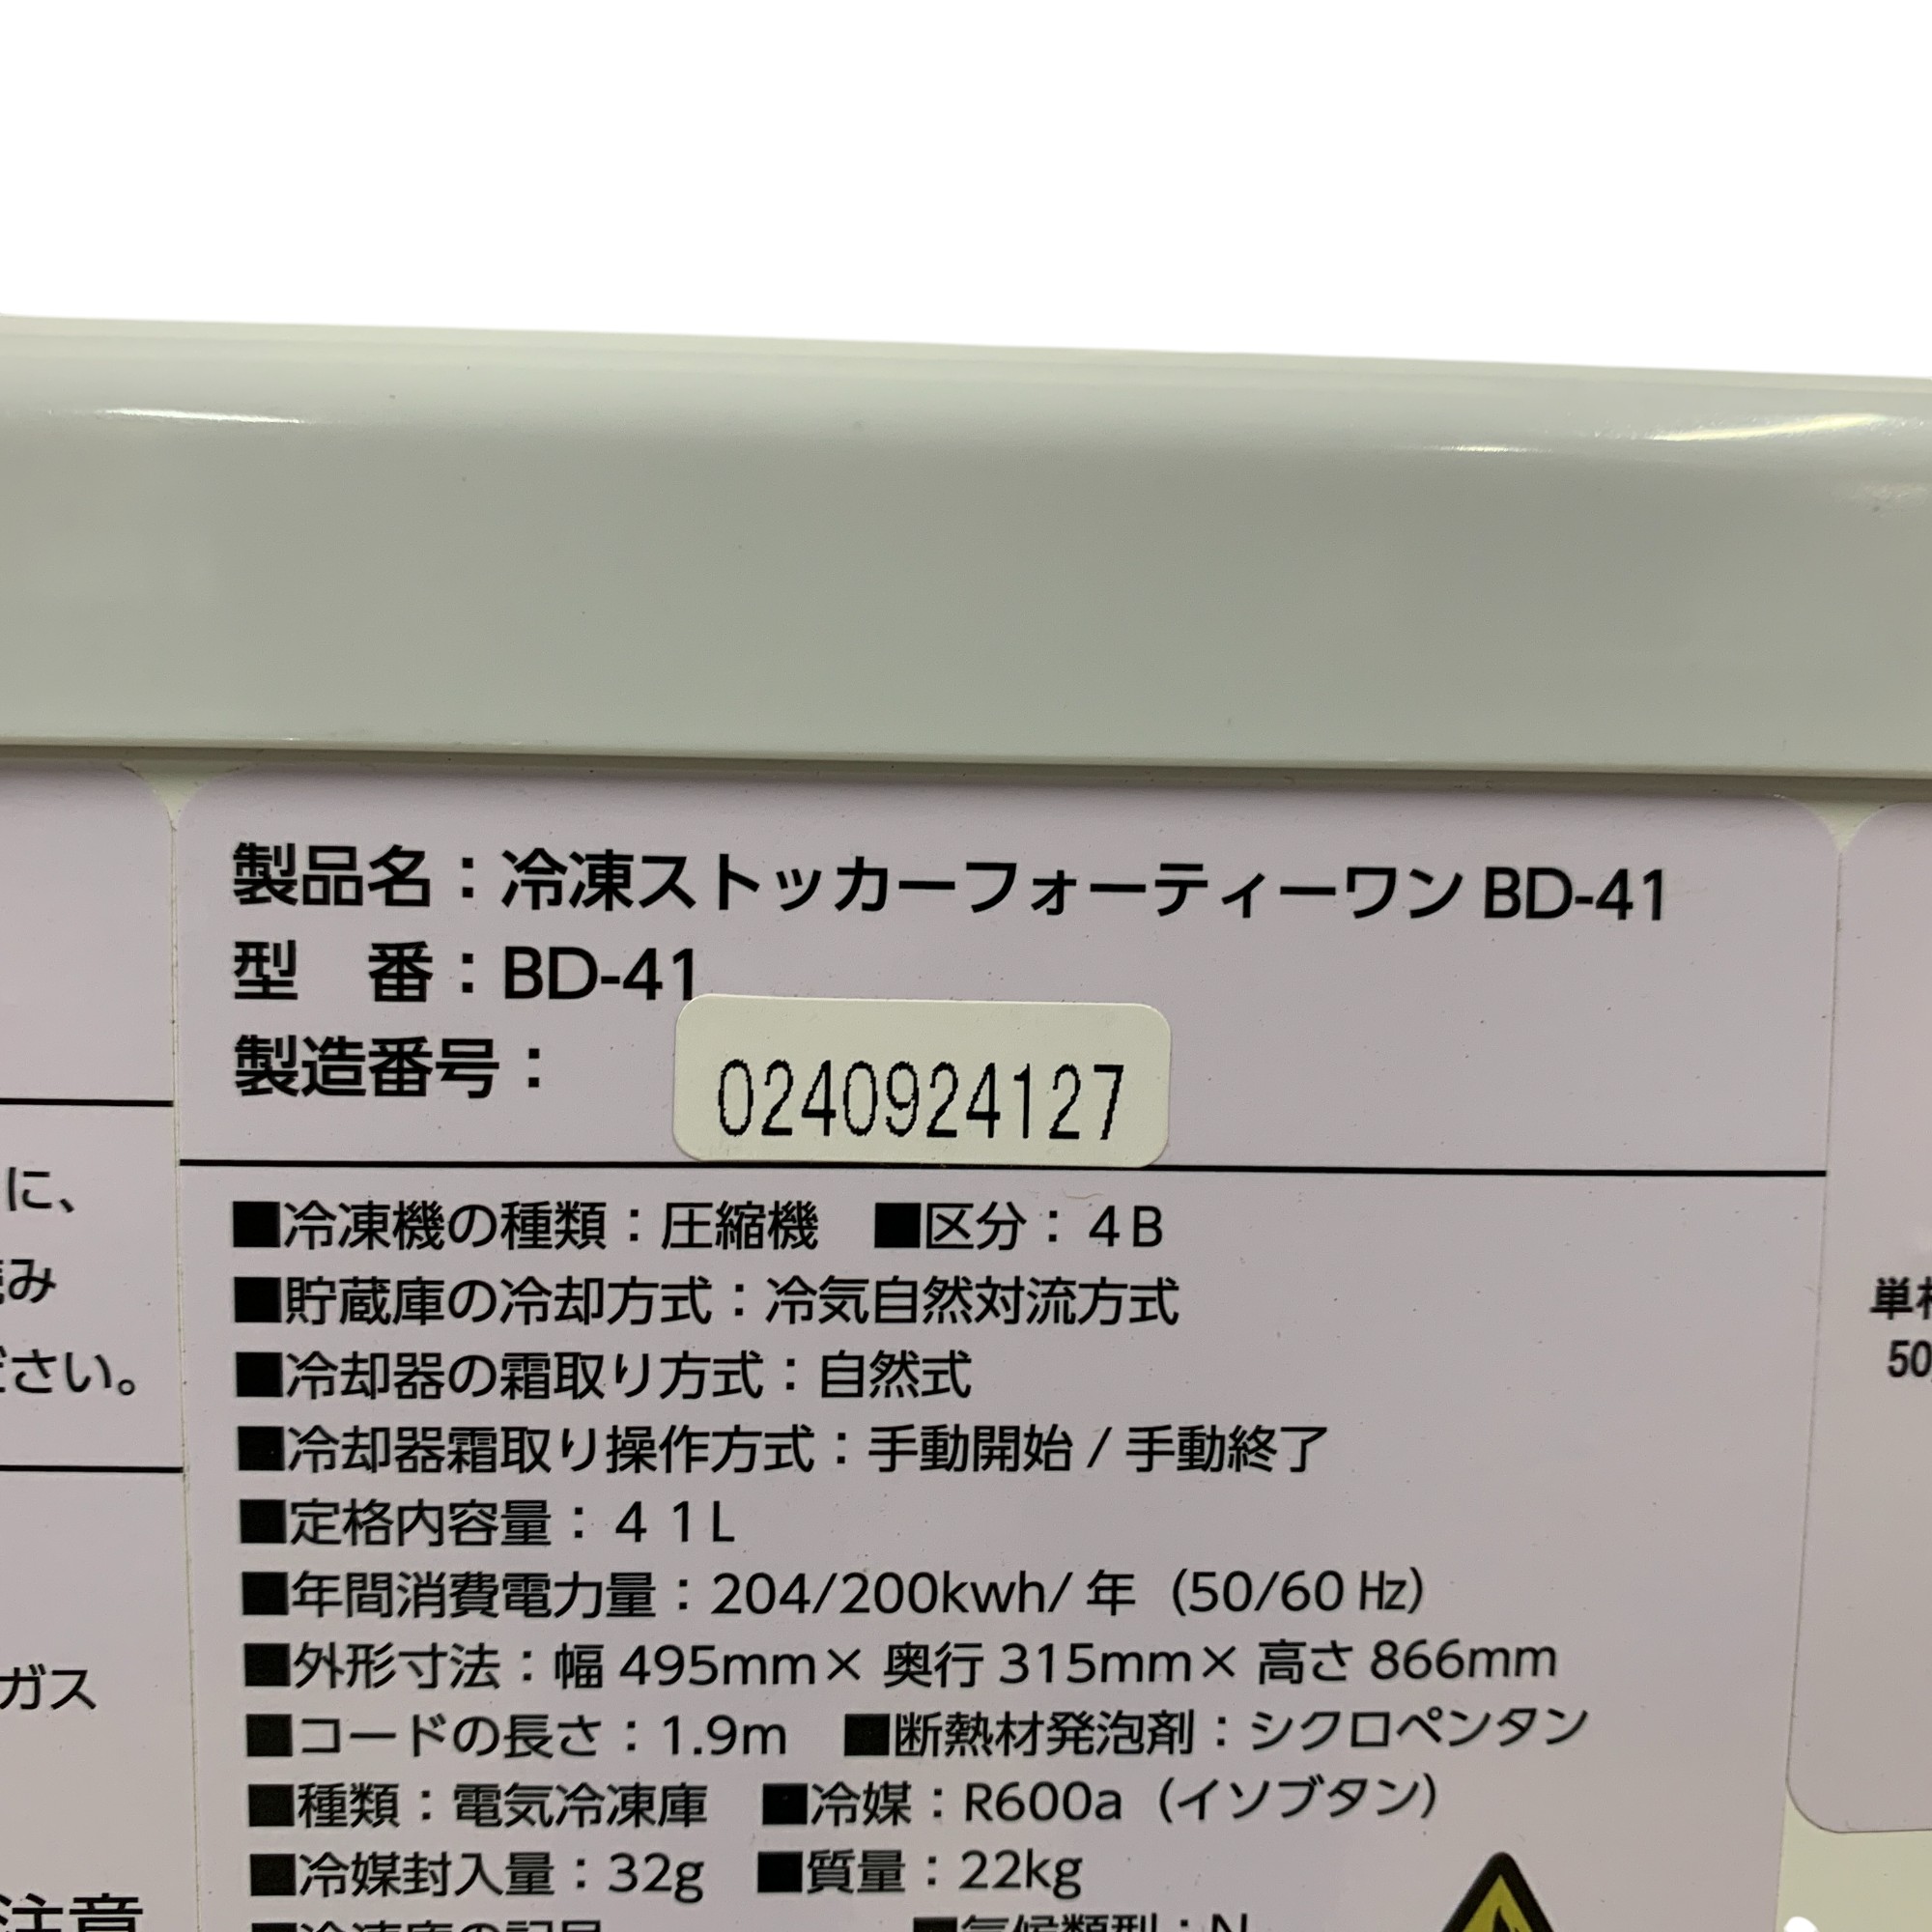 製品名：冷凍ストッカーフォーティーワン BD-41
型　番：BD-41
製造番号：
0240924127
■冷凍機の種類：圧縮機　■区分：４B
■貯蔵庫の冷却方式：冷気自然対流方式
■冷却器の霜取り方式：自然式
■冷却器霜取り操作方式：手動開始 / 手動終了
■定格内容量：４１L
■年間消費電力量：204/200kwh/ 年（50/60 Hz）
■外形寸法：幅 495mm× 奥行 315mm× 高さ 866mm
■コードの長さ：1.9m　■断熱材発泡剤：シクロペンタン
■種類：電気冷凍庫　■冷媒：R600a（イソブタン）
■冷媒封入量：32g　■質量：22kg
に、
み
ださい。
ガス
注意
単相
50